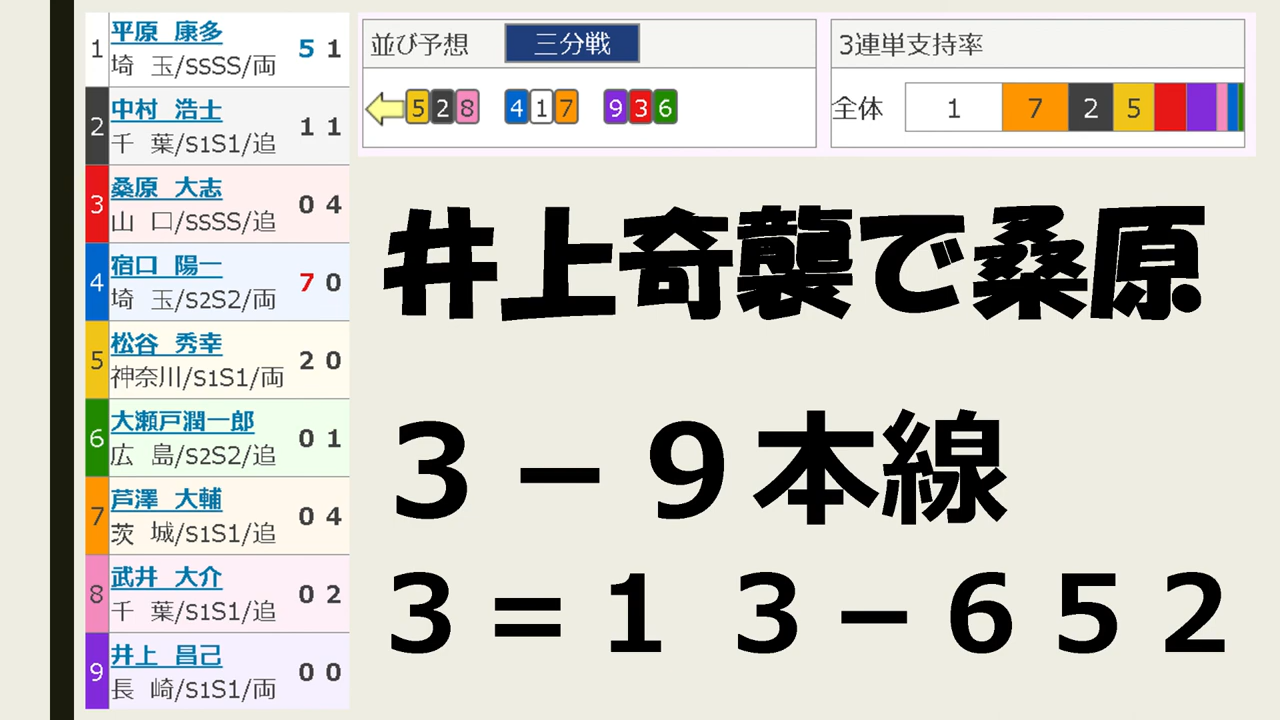 1 平原 康多 5 1
埼 玉/SSSS/両
2 中村 浩士 1 1
千 葉/S1S1/追
3 桑原 大志 0 4
山 口/SSSS/追
4 宿口 陽一 7 0
埼 玉/S2S2/両
5 松谷 秀幸 2 0
神奈川/S1S1/両
6 大瀬戸潤一郎 0 1
広 島/S2S2/追
7 芦澤 大輔 0 4
茨 城/S1S1/追
8 武井 大介 0 2
千 葉/S1S1/追
9 井上 昌己 0 0
長 崎/S1S1/両
並び予想 三分戦
5 2 8 4 1 7 9 3 6
3連単支持率
全体 1 7 2 5
井上奇襲で桑原
3－9本線
3＝1 3－652